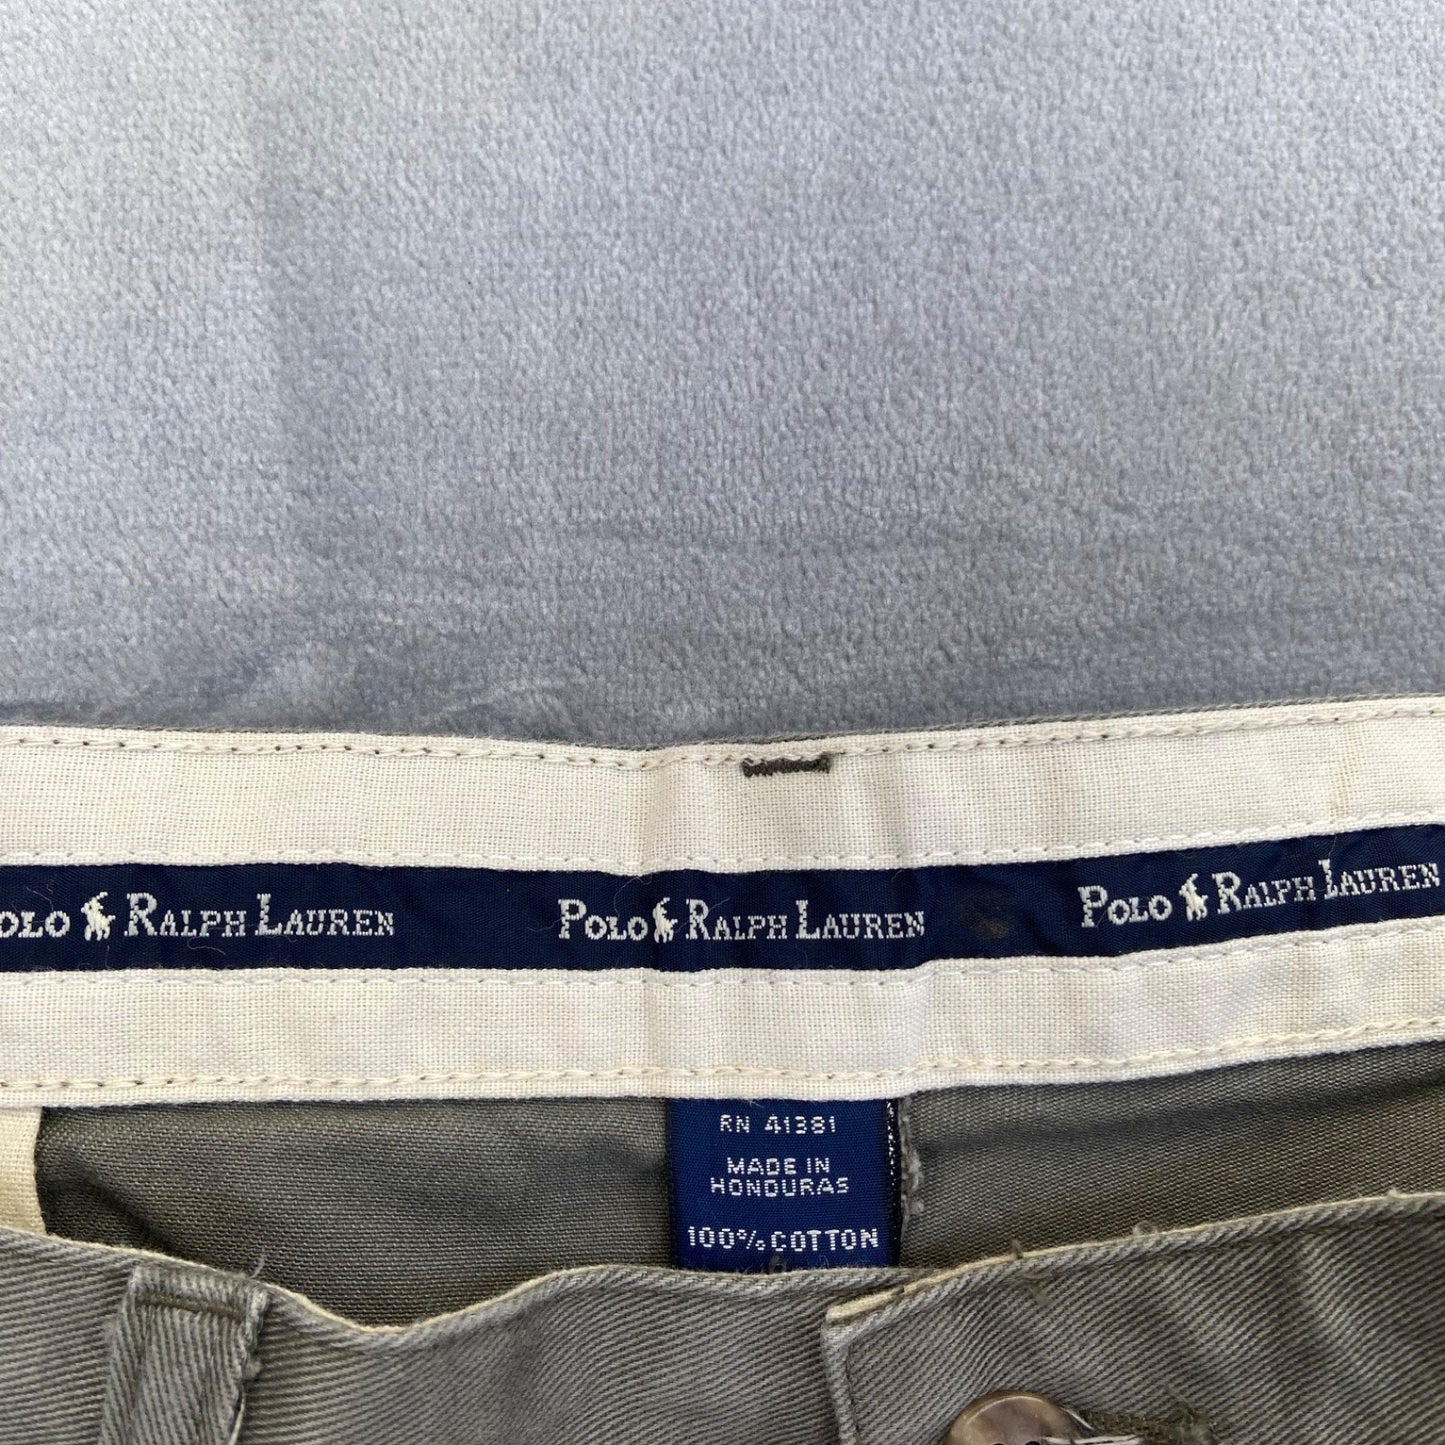 POLO RALPH LAUREN POLO RALPH LAUREN POLO RALPH LAUREN
RN 41381
MADE IN
HONDURAS
100% COTTON